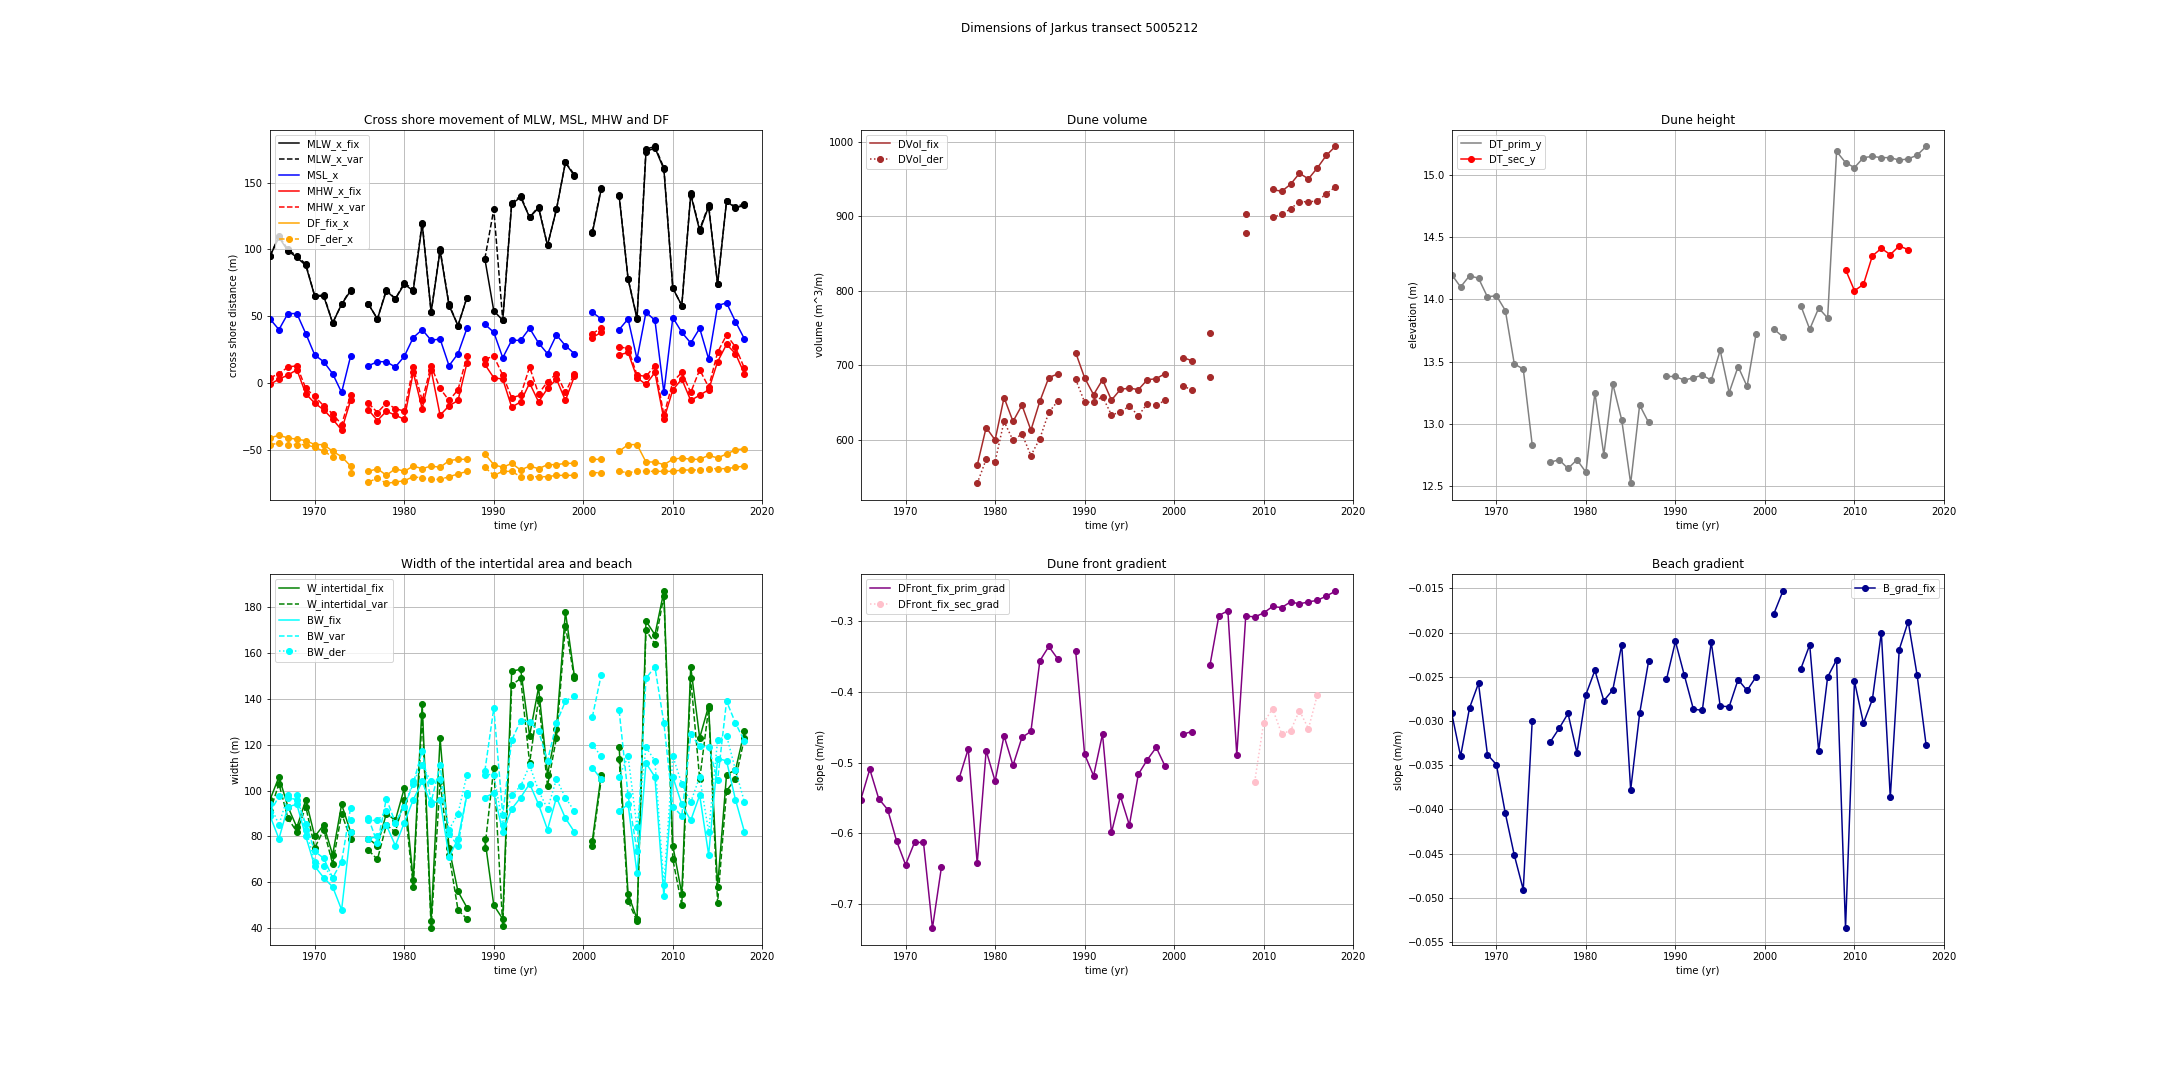 Dimensions of Jarkus transect 5005212
Cross shore movement of MLW, MSL, MHW and DF
MLW_x_fix
MLW_x_var
MSL_x
MHW_x_fix
MHW_x_var
DF_fix_x
DF_der_x
150
100
50
0
−50
cross shore distance (m)
1970 1980 1990 2000 2010 2020
time (yr)
Dune volume
DVol_fix
DVol_der
1000
900
800
700
600
volume (m^3/m)
1970 1980 1990 2000 2010 2020
time (yr)
Dune height
DT_prim_y
DT_sec_y
15.0
14.5
14.0
13.5
13.0
12.5
elevation (m)
1970 1980 1990 2000 2010 2020
time (yr)
Width of the intertidal area and beach
W_intertidal_fix
W_intertidal_var
BW_fix
BW_var
BW_der
180
160
140
120
100
80
60
40
width (m)
1970 1980 1990 2000 2010 2020
time (yr)
Dune front gradient
DFront_fix_prim_grad
DFront_fix_sec_grad
−0.3
−0.4
−0.5
−0.6
−0.7
slope (m/m)
1970 1980 1990 2000 2010 2020
time (yr)
Beach gradient
B_grad_fix
−0.015
−0.020
−0.025
−0.030
−0.035
−0.040
−0.045
−0.050
−0.055
slope (m/m)
1970 1980 1990 2000 2010 2020
time (yr)